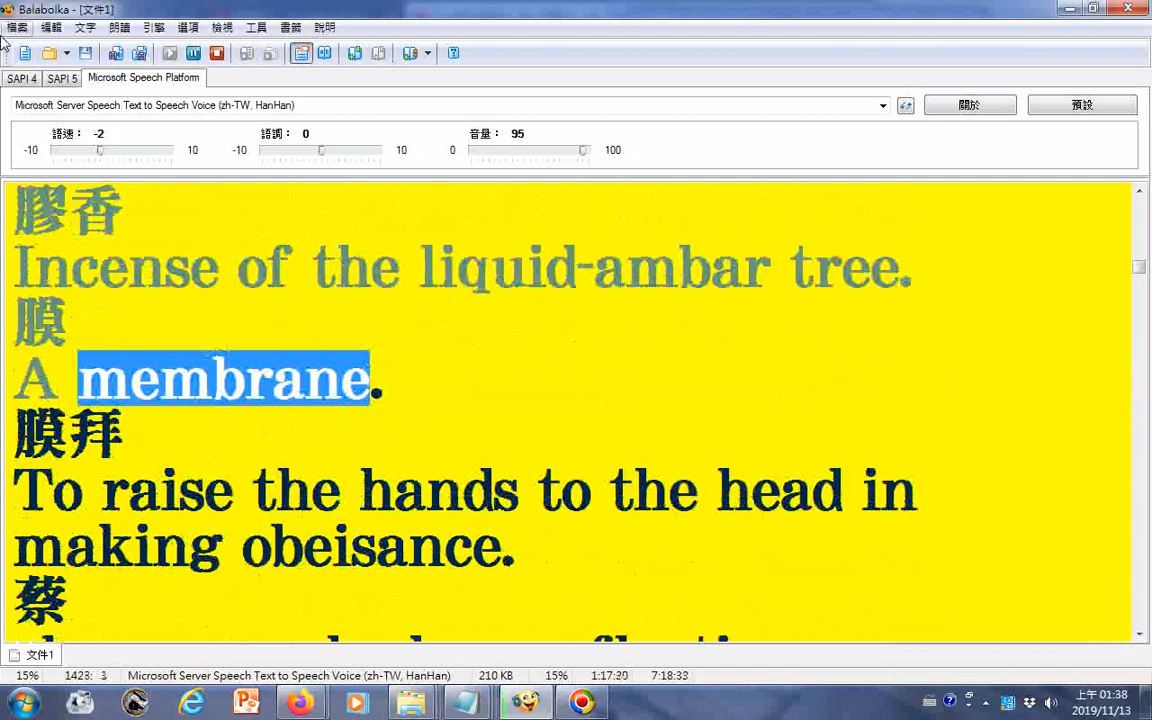 Balabolka - [文件1]
檔案 編輯 文字 朗讀 引擎 選項 檢視 工具 書籤 說明
SAPI 4 SAPI 5 Microsoft Speech Platform
Microsoft Server Speech Text to Speech Voice (zh-TW, HanHan) 關於 預設
語速： -2 語調： 0 音量： 95
-10 10 -10 10 0 100
膠香
Incense of the liquid-ambar tree.
膜
A membrane.
膜拜
To raise the hands to the head in
making obeisance.
蔡
文件1
15% 1423: 3 Microsoft Server Speech Text to Speech Voice (zh-TW, HanHan) 210 KB 15% 1:17:39 7:18:33
上午 01:38
2019/11/13